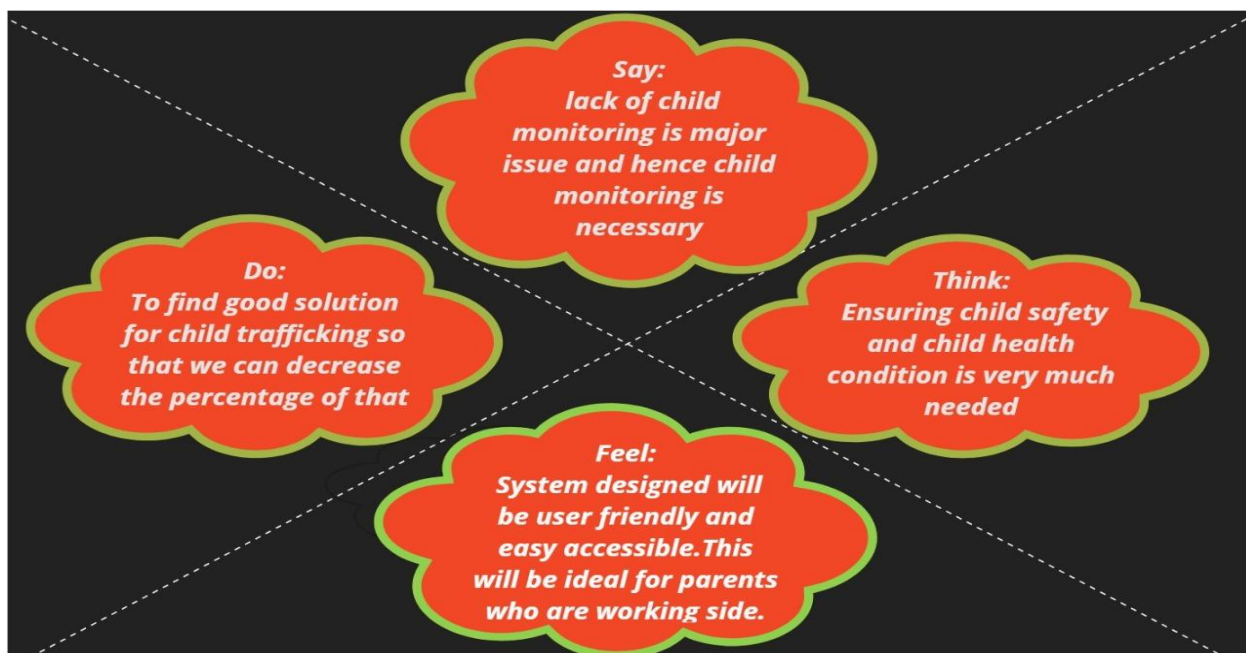 Say:
lack of child
monitoring is major
issue and hence child
monitoring is
necessary
Do:
To find good solution
for child trafficking so
that we can decrease
the percentage of that
Think:
Ensuring child safety
and child health
condition is very much
needed
Feel:
System designed will
be user friendly and
easy accessible.This
will be ideal for parents
who are working side.